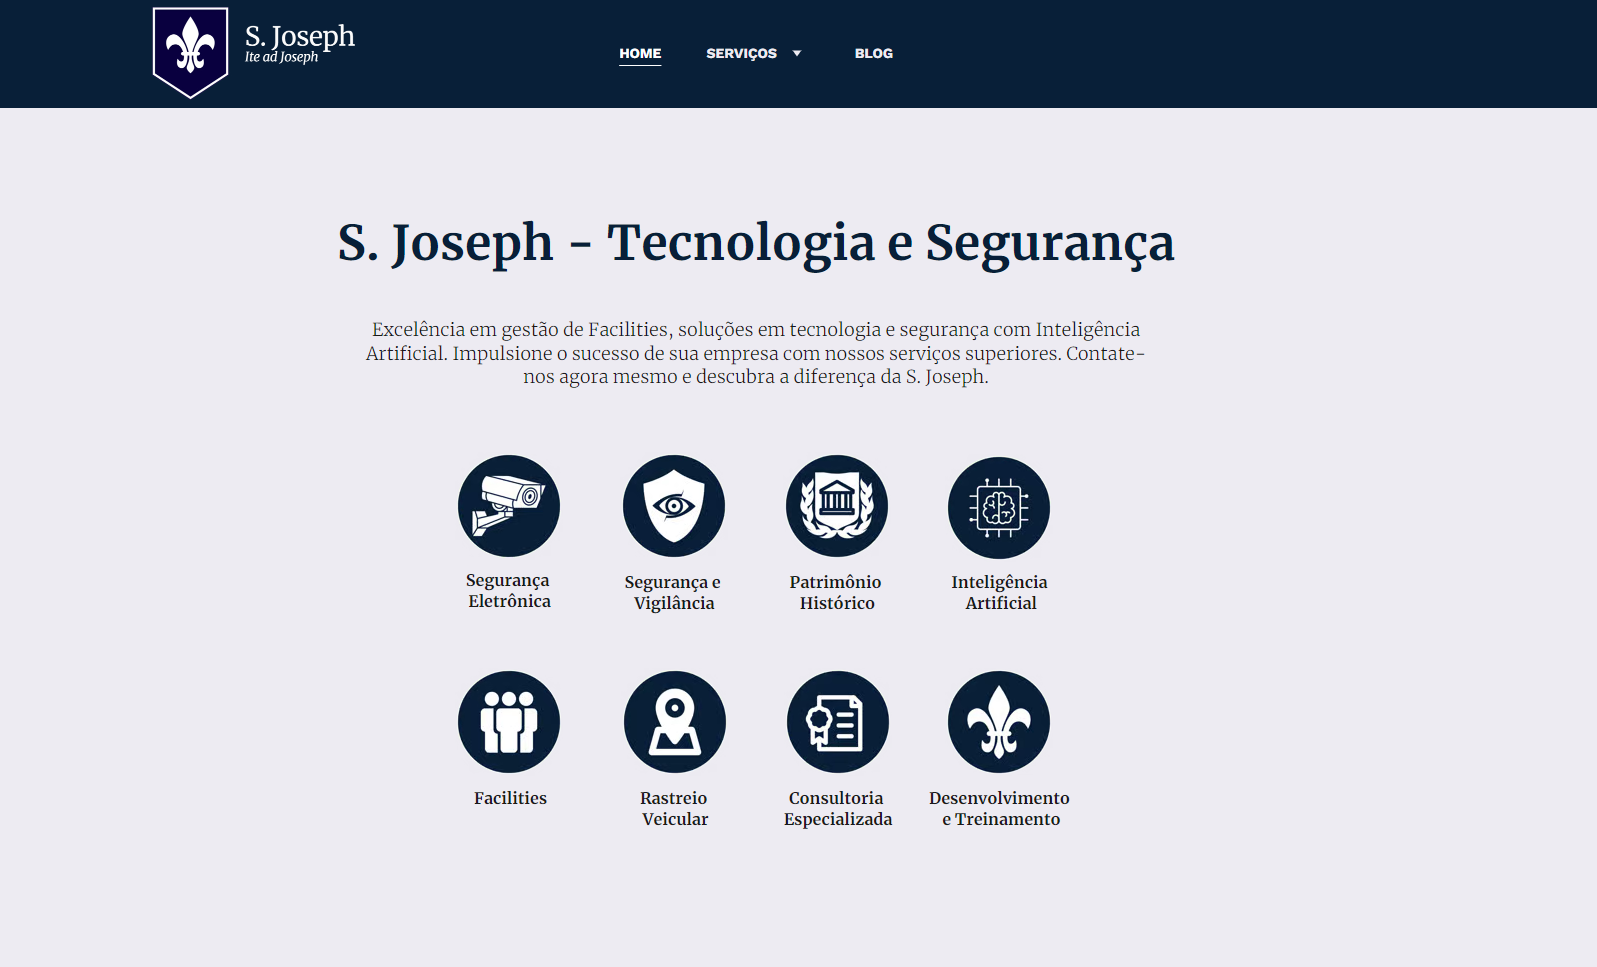 S. Joseph
Ite ad Joseph
HOME
SERVIÇOS
BLOG
S. Joseph - Tecnologia e Segurança
Excelência em gestão de Facilities, soluções em tecnologia e segurança com Inteligência
Artificial. Impulsione o sucesso de sua empresa com nossos serviços superiores. Contate-
nos agora mesmo e descubra a diferença da S. Joseph.
Segurança
Eletrônica
Segurança e
Vigilância
Patrimônio
Histórico
Inteligência
Artificial
Facilities
Rastreio
Veicular
Consultoria
Especializada
Desenvolvimento
e Treinamento